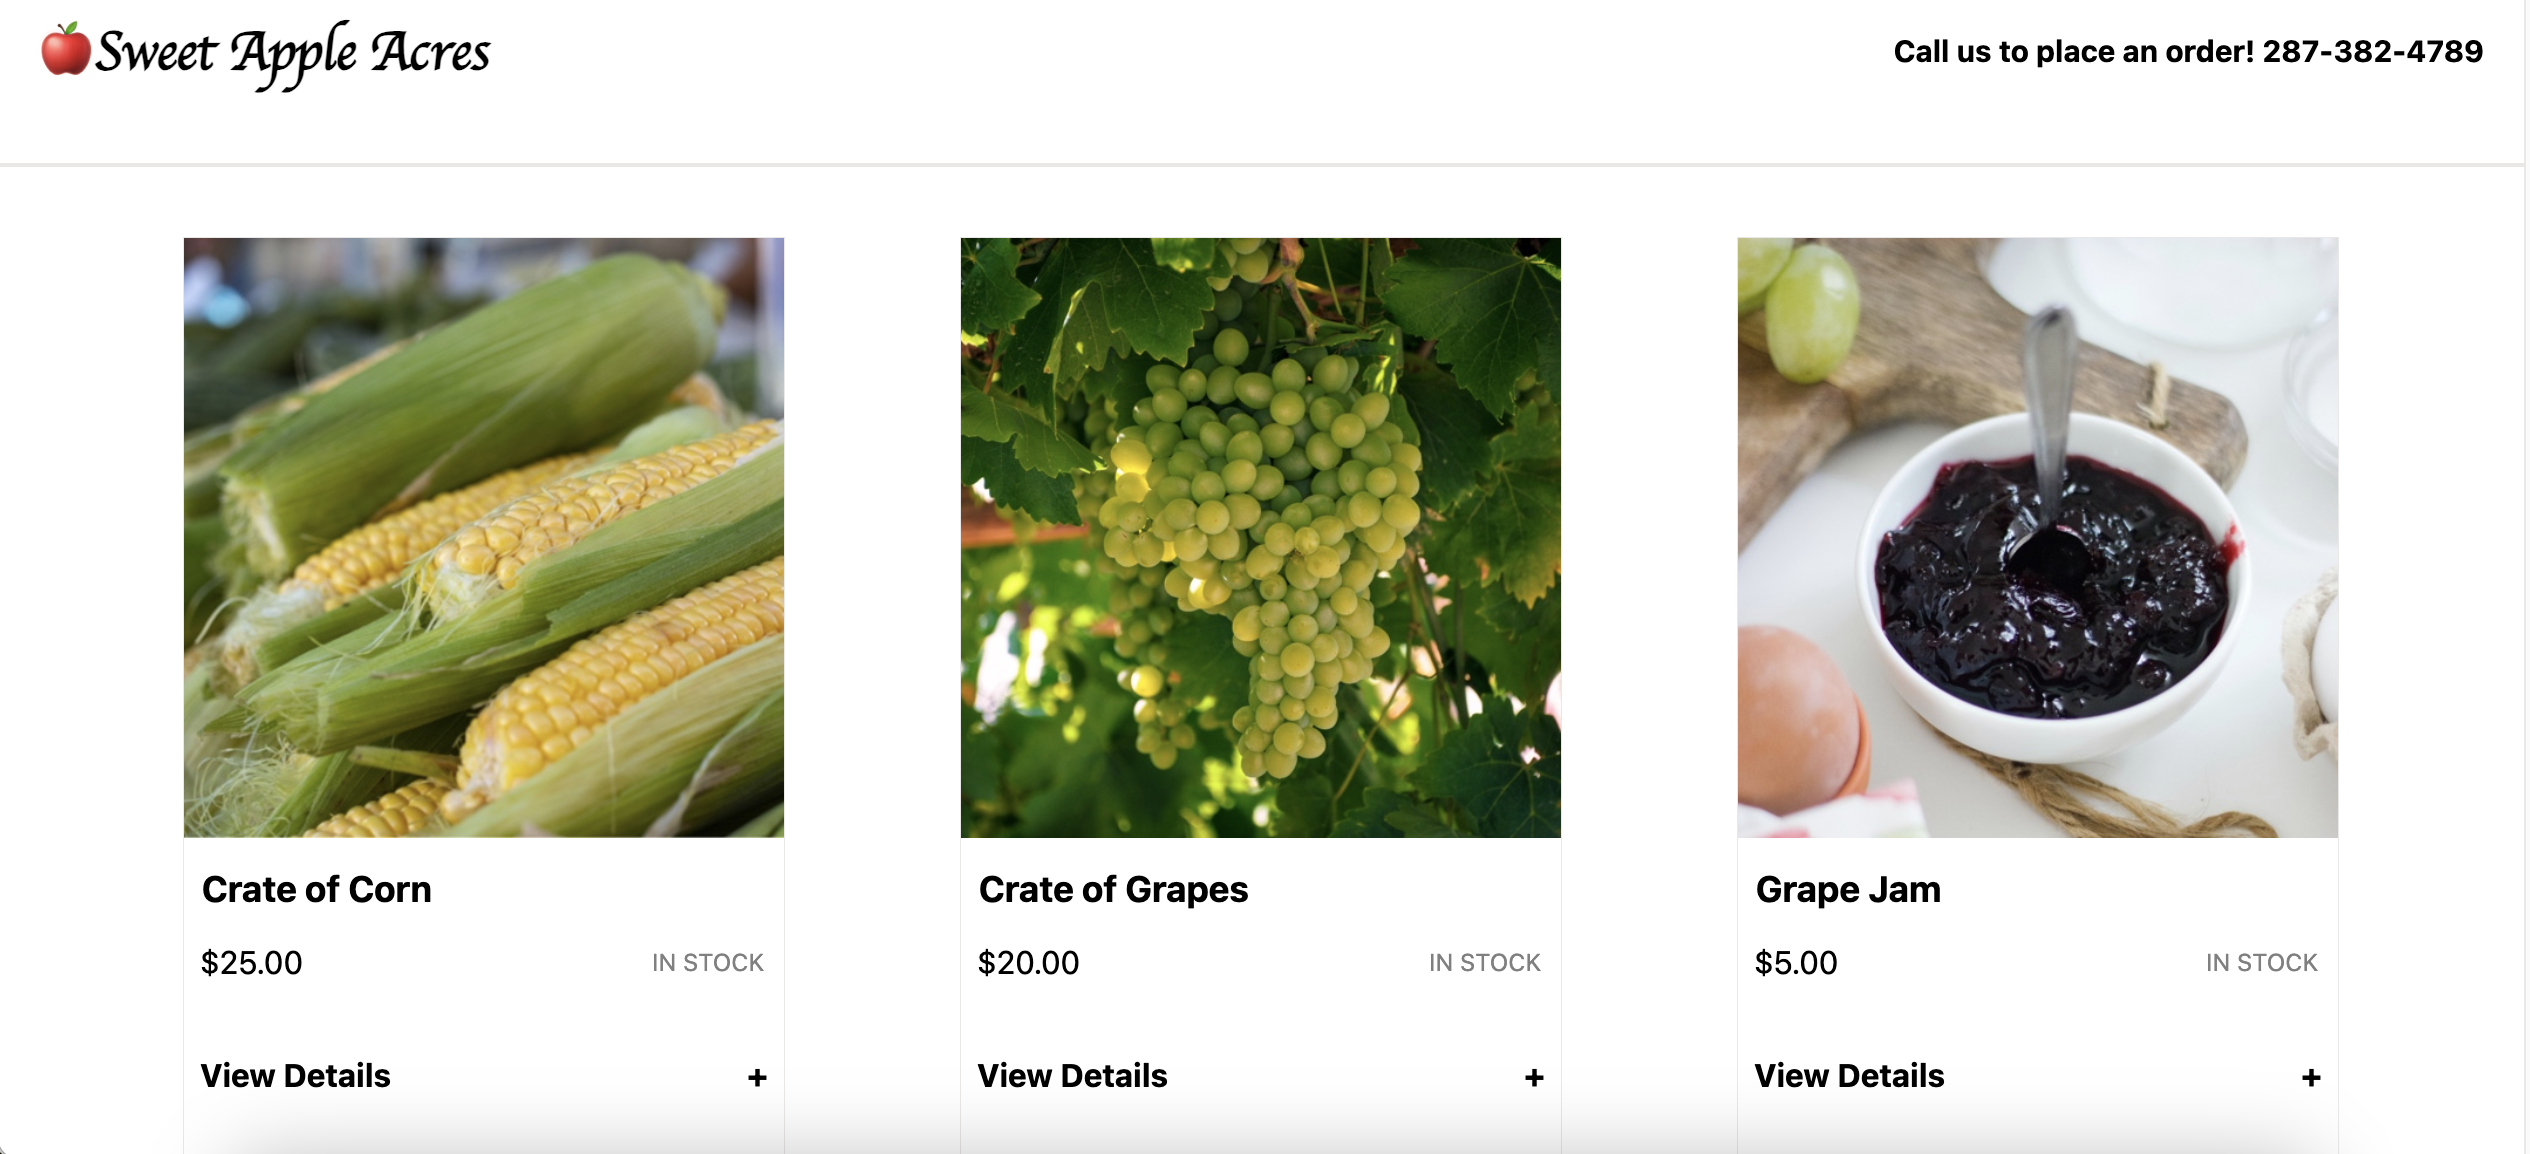 Sweet Apple Acres
Call us to place an order! 287-382-4789
Crate of Corn
$25.00
IN STOCK
View Details
+
Crate of Grapes
$20.00
IN STOCK
View Details
+
Grape Jam
$5.00
IN STOCK
View Details
+